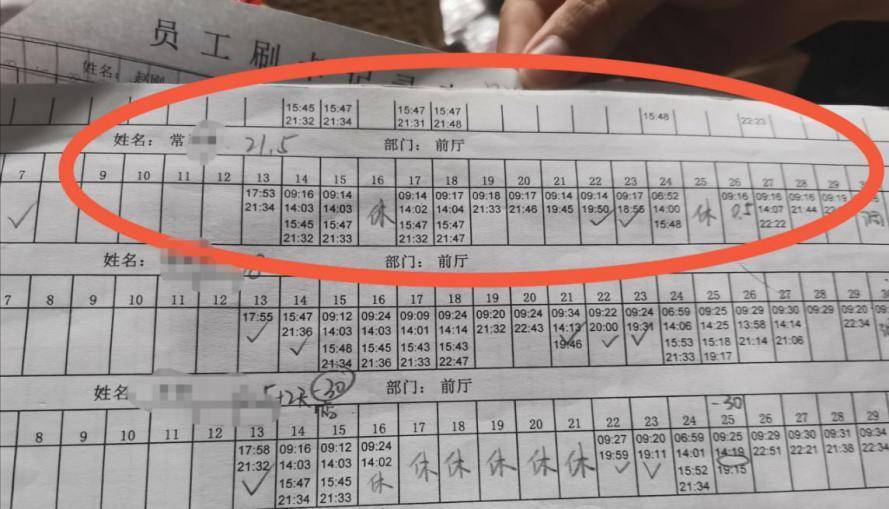 员工刷
姓名: 赵刚
15:45 15:47 15:47 15:47 15:48 22:23
21:32 21:34 21:31 21:48
姓名: 常 21.5 部门: 前厅
7 9 10 11 12 13 14 15 16 17 18 19 20 21 22 23 24 25 26 27 28 29
17:53 09:16 09:14 休 09:14 09:17 09:18 09:17 09:14 09:14 09:17 06:52 休 09:16 09:16 09:16 09:19
21:34 14:03 14:03 14:02 14:04 21:33 21:46 19:45 19:50 18:56 14:00 0.5 14:07 21:44
15:45 15:47 15:47 15:47 15:48 22:22
21:32 21:33 21:32 21:47
姓名: 部门: 前厅
7 8 9 10 11 12 13 14 15 16 17 18 19 20 21 22 23 24 25 26 27 28 29
17:55 15:47 09:12 09:24 09:09 09:24 09:20 09:24 09:34 09:22 09:24 06:59 09:25 09:29 09:30 09:29 09:20
21:36 14:03 14:03 14:01 14:14 21:32 22:43 14:13 20:00 19:31 14:06 14:25 13:58 14:14 22:34
15:48 15:45 15:43 15:43 19:46 15:53 15:18 21:14 21:06
21:34 21:36 21:33 22:47 21:33 19:17
姓名 部门: 前厅
-30
8 9 10 11 12 13 14 15 16 17 18 19 20 21 22 23 24 25 26 27 28 29
17:58 09:16 09:12 09:24 休 休 休 休 休 09:27 09:20 06:59 09:25 09:29 09:30 09:31 09:34
21:32 14:03 14:03 14:02 19:59 19:11 14:01 14:19 22:51 22:21 21:38 22:34
15:47 15:45 休 15:52 19:15
21:34 21:33 21:34